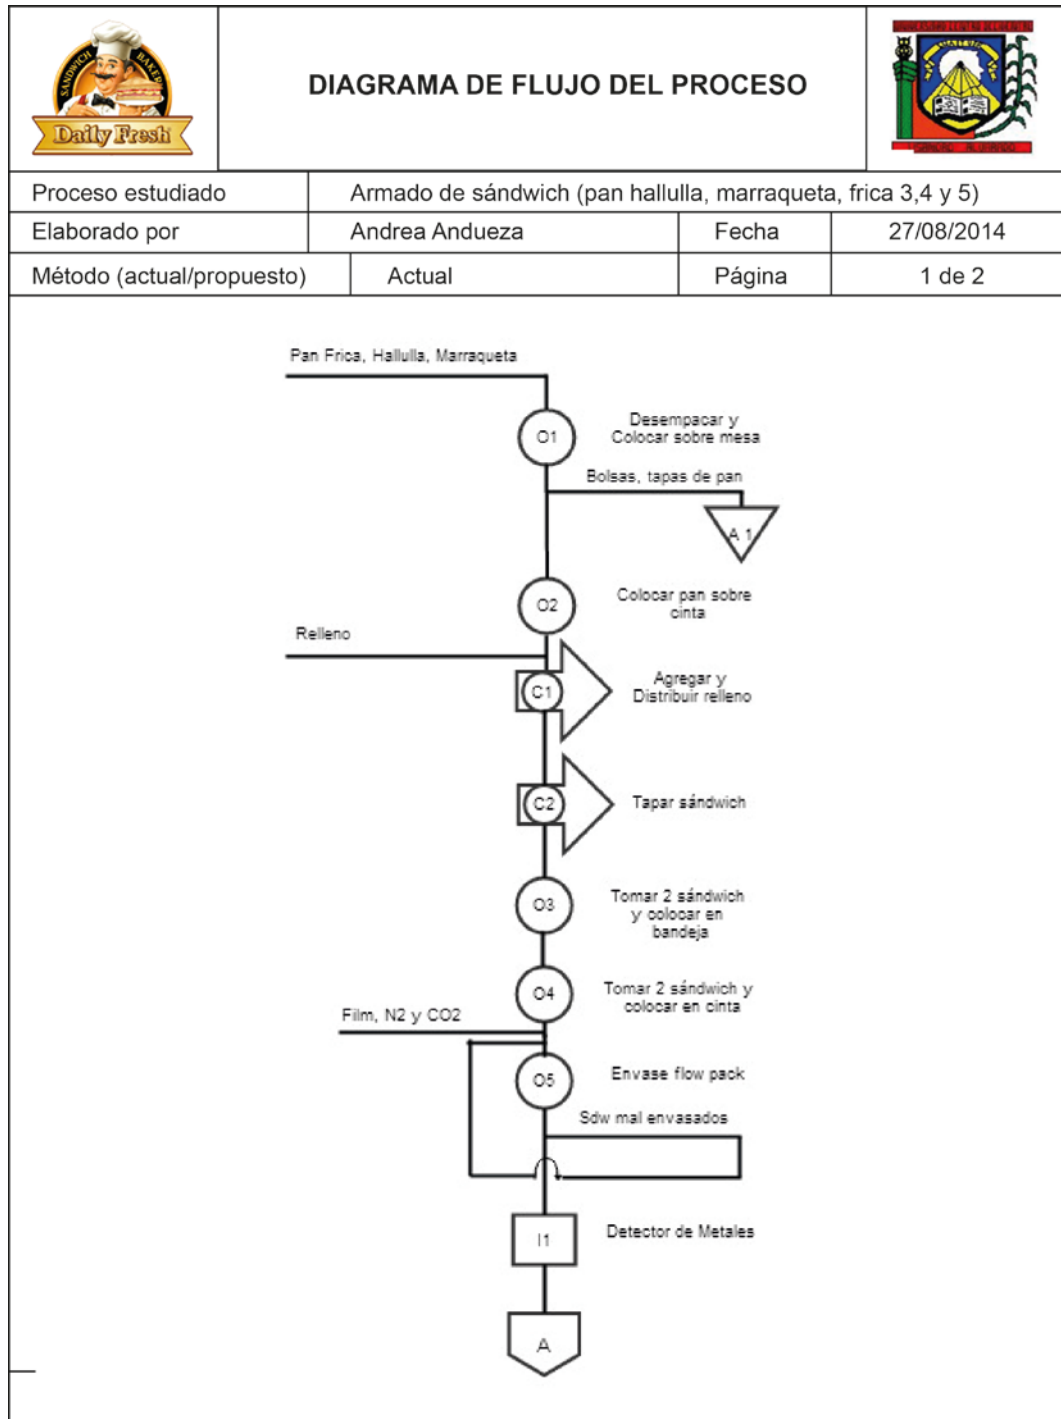 SANDWICH BAKERY
Daily Fresh
DIAGRAMA DE FLUJO DEL PROCESO
LISANDRO ALVARADO
Proceso estudiado
Armado de sándwich (pan hallulla, marraqueta, frica 3,4 y 5)
Elaborado por
Andrea Andueza
Fecha
27/08/2014
Método (actual/propuesto)
Actual
Página
1 de 2
Pan Frica, Hallulla, Marraqueta
O1
Desempacar y
Colocar sobre mesa
Bolsas, tapas de pan
A 1
O2
Colocar pan sobre
cinta
Relleno
C1
Agregar y
Distribuir relleno
C2
Tapar sándwich
O3
Tomar 2 sándwich
y colocar en
bandeja
O4
Tomar 2 sándwich y
colocar en cinta
Film, N2 y CO2
O5
Envase flow pack
Sdw mal envasados
I1
Detector de Metales
A